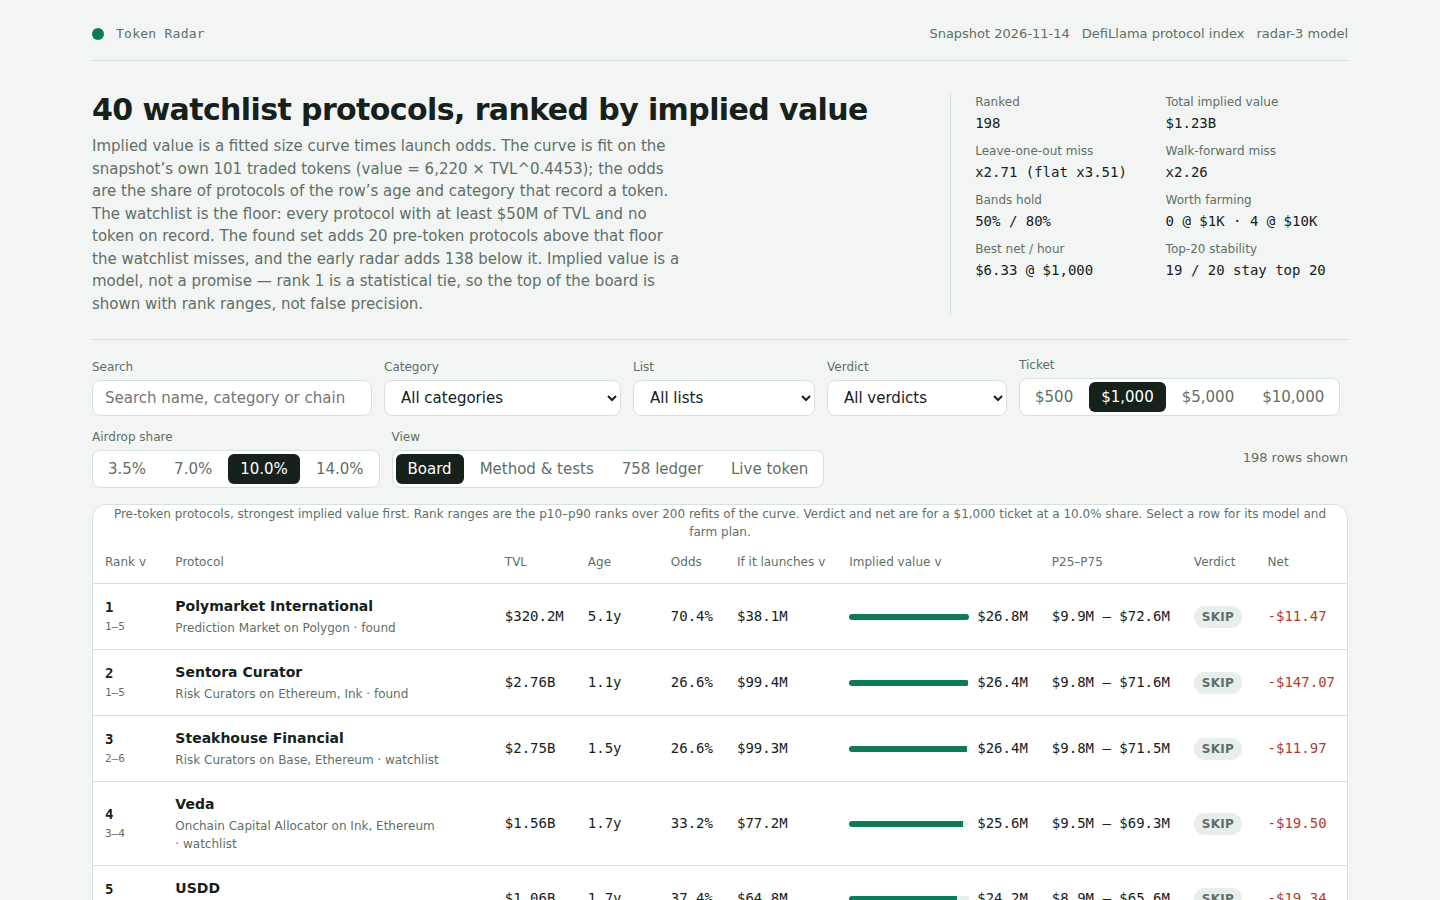 Token Radar
Snapshot 2026-11-14 DefiLlama protocol index radar-3 model
40 watchlist protocols, ranked by implied value
Implied value is a fitted size curve times launch odds. The curve is fit on the
snapshot's own 101 traded tokens (value = 6,220 × TVL^0.4453); the odds
are the share of protocols of the row's age and category that record a token.
The watchlist is the floor: every protocol with at least $50M of TVL and no
token on record. The found set adds 20 pre-token protocols above that floor
the watchlist misses, and the early radar adds 138 below it. Implied value is a
model, not a promise — rank 1 is a statistical tie, so the top of the board is
shown with rank ranges, not false precision.
Ranked Total implied value
198 $1.23B
Leave-one-out miss Walk-forward miss
x2.71 (flat x3.51) x2.26
Bands hold Worth farming
50% / 80% 0 @ $1K · 4 @ $10K
Best net / hour Top-20 stability
$6.33 @ $1,000 19 / 20 stay top 20
Search Category List Verdict Ticket
Search name, category or chain All categories All lists All verdicts $500 $1,000 $5,000 $10,000
Airdrop share View
3.5% 7.0% 10.0% 14.0% Board Method & tests 758 ledger Live token 198 rows shown
Pre-token protocols, strongest implied value first. Rank ranges are the p10–p90 ranks over 200 refits of the curve. Verdict and net are for a $1,000 ticket at a 10.0% share. Select a row for its model and
farm plan.
Rank v Protocol TVL Age Odds If it launches v Implied value v P25–P75 Verdict Net
1 Polymarket International $320.2M 5.1y 70.4% $38.1M $26.8M $9.9M — $72.6M SKIP -$11.47
1–5 Prediction Market on Polygon · found
2 Sentora Curator $2.76B 1.1y 26.6% $99.4M $26.4M $9.8M — $71.6M SKIP -$147.07
1–5 Risk Curators on Ethereum, Ink · found
3 Steakhouse Financial $2.75B 1.5y 26.6% $99.3M $26.4M $9.8M — $71.5M SKIP -$11.97
2–6 Risk Curators on Base, Ethereum · watchlist
4 Veda $1.56B 1.7y 33.2% $77.2M $25.6M $9.5M — $69.3M SKIP -$19.50
3–4 Onchain Capital Allocator on Ink, Ethereum
· watchlist
5 USDD $1.06B 1.7y 37.4% $64.8M $24.2M $8.9M — $65.6M SKIP -$19.34